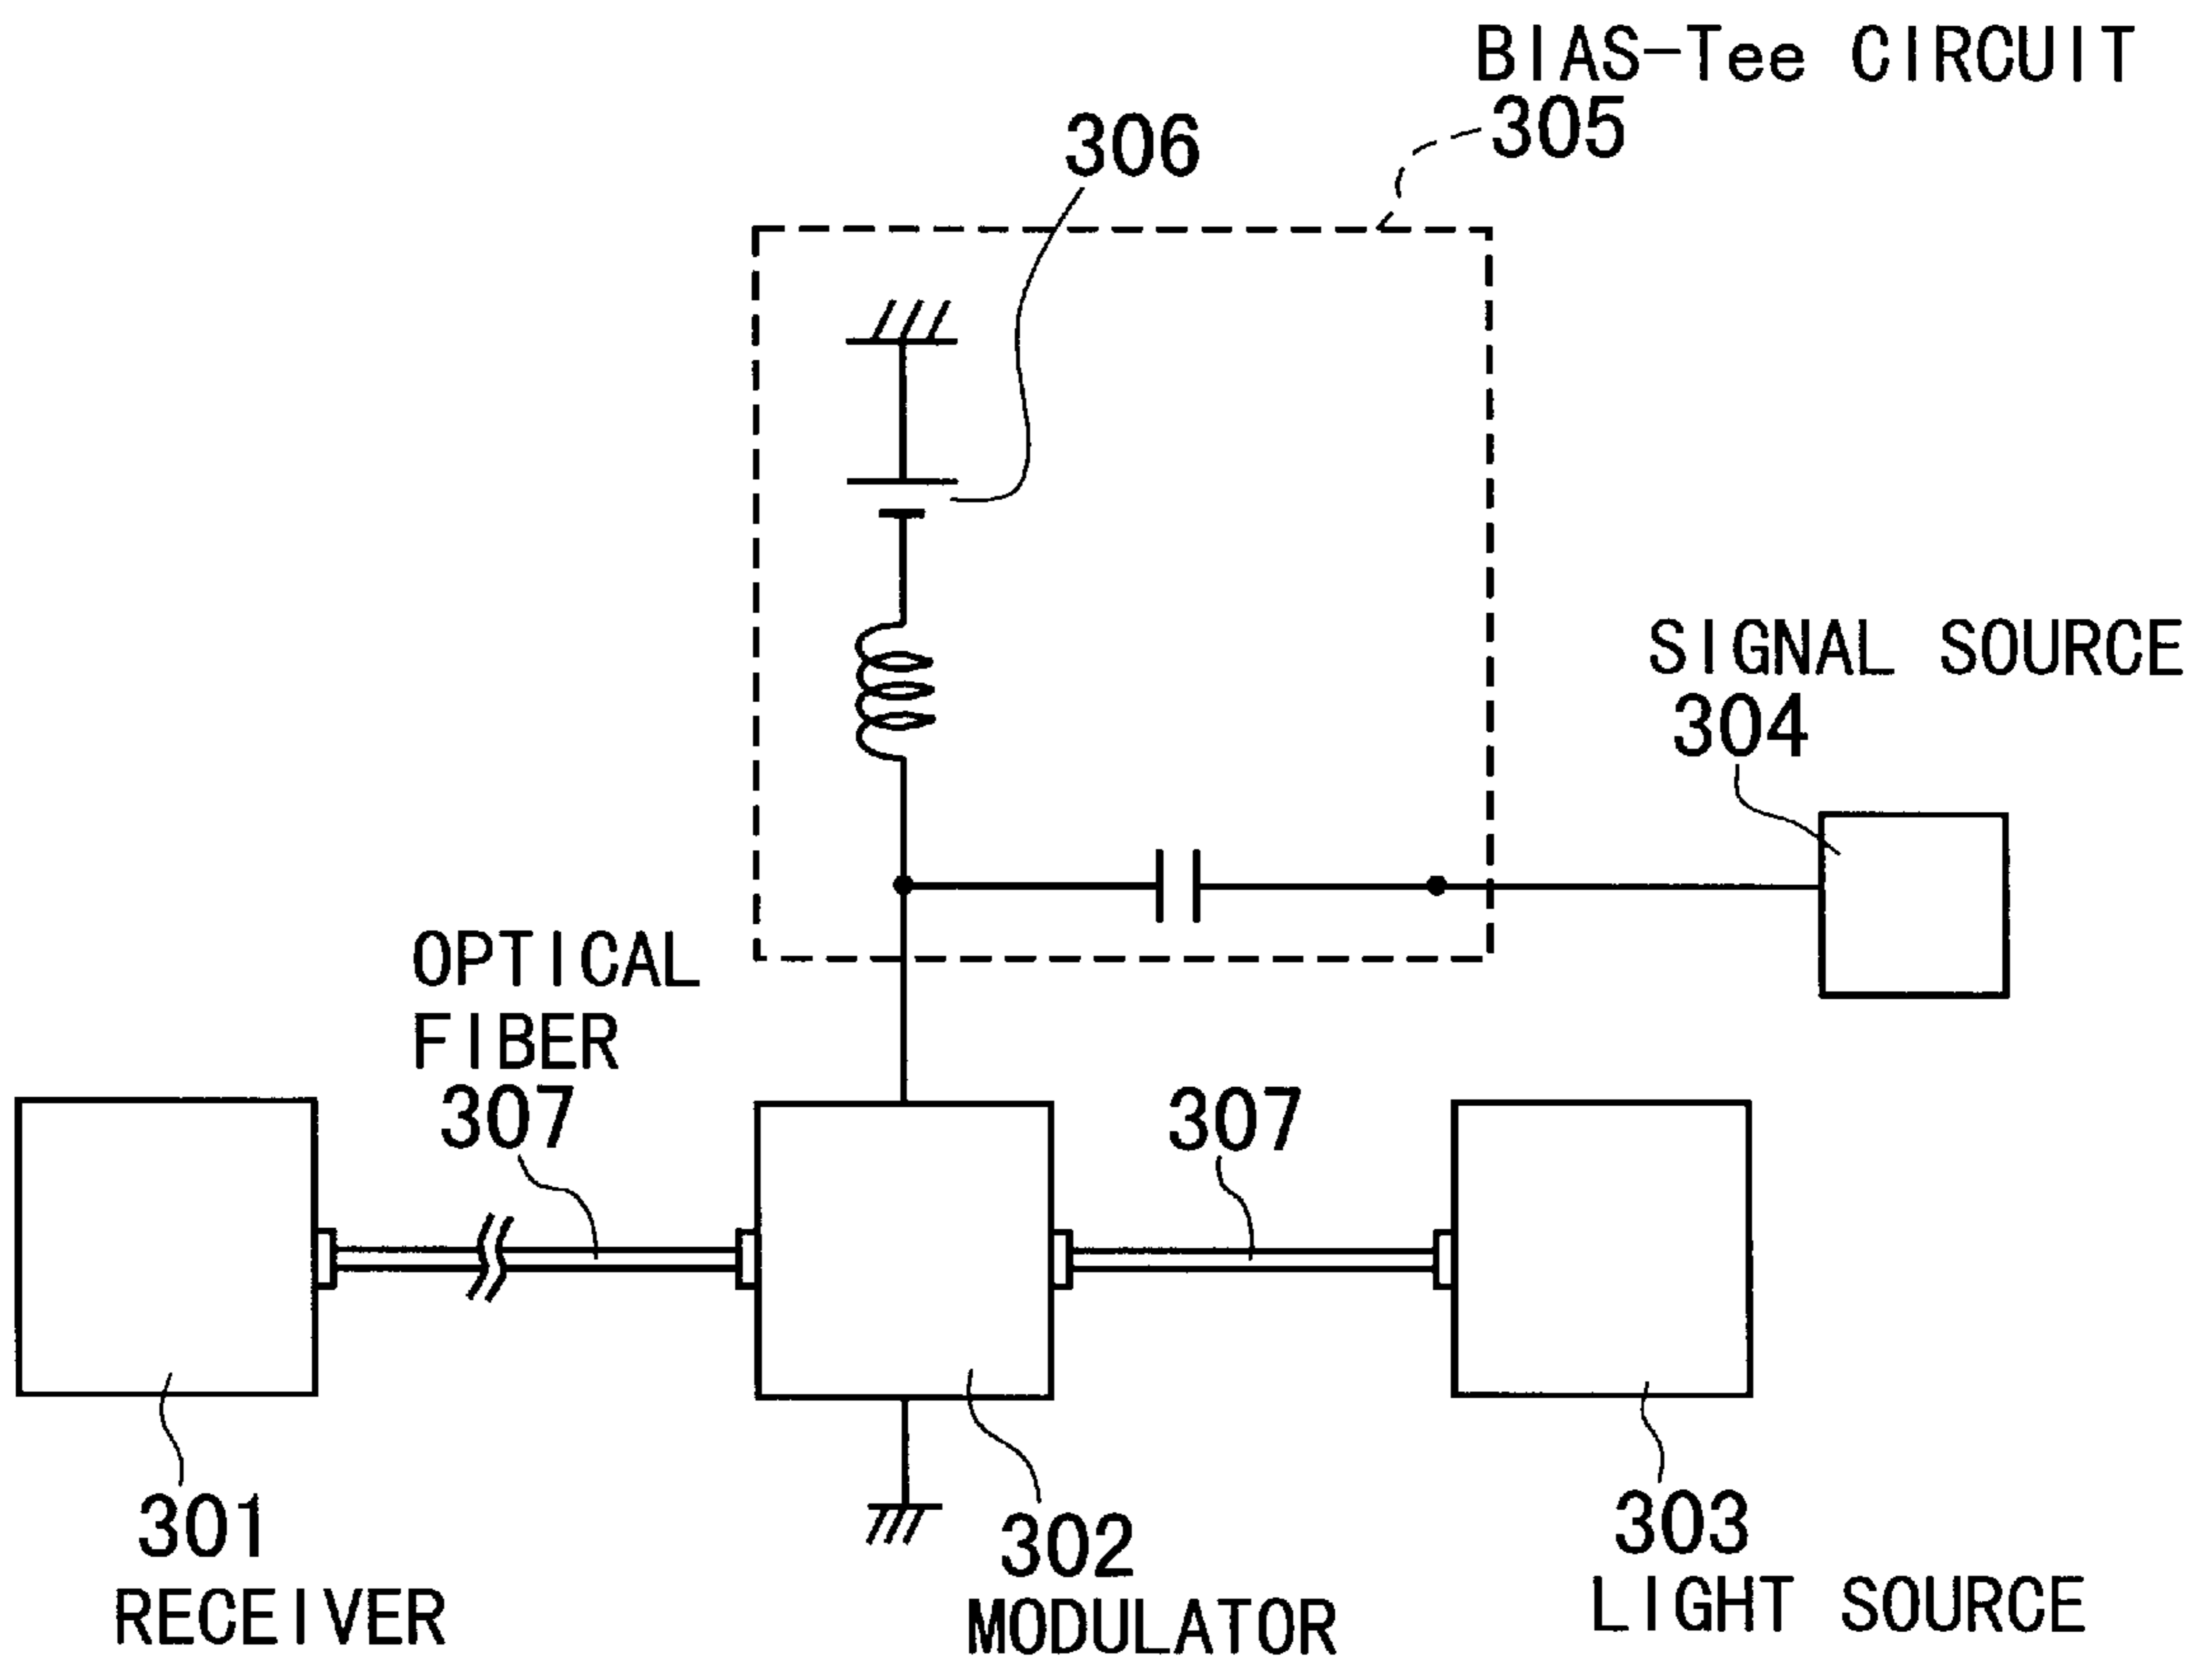 BIAS-Tee CIRCUIT
305
306
SIGNAL SOURCE
304
OPTICAL
FIBER
307
307
301
RECEIVER
302
MODULATOR
303
LIGHT SOURCE